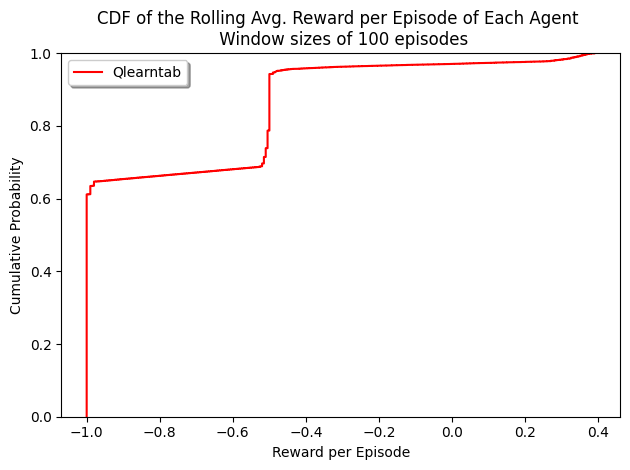 CDF of the Rolling Avg. Reward per Episode of Each Agent
Window sizes of 100 episodes
Qlearntab
1.0
0.8
0.6
0.4
0.2
0.0
Cumulative Probability
−1.0 −0.8 −0.6 −0.4 −0.2 0.0 0.2 0.4
Reward per Episode